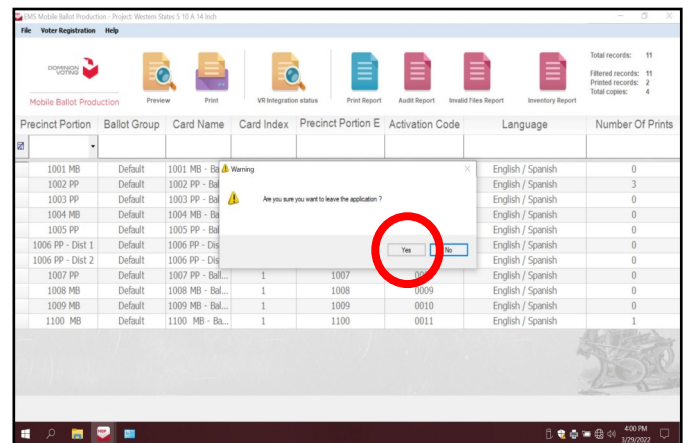 EMS Mobile Ballot Production - Project: Western States 5 10 A 14 Inch
File Voter Registration Help
DOMINION VOTING
Mobile Ballot Production
Preview Print VR Integration status Print Report Audit Report Invalid Files Report Inventory Report
Total records: 11
Filtered records: 11
Printed records: 2
Total copies: 4
Precinct Portion Ballot Group Card Name Card Index Precinct Portion E Activation Code Language Number Of Prints
1001 MB Default 1001 MB - Ba English / Spanish 0
1002 PP Default 1002 PP - Bal English / Spanish 3
1003 PP Default 1003 PP - Bal English / Spanish 0
1004 MB Default 1004 MB - Ba English / Spanish 0
1005 PP Default 1005 PP - Bal English / Spanish 0
1006 PP - Dist 1 Default 1006 PP - Dis English / Spanish 0
1006 PP - Dist 2 Default 1006 PP - Dis English / Spanish 0
1007 PP Default 1007 PP - Ball... 1 1007 English / Spanish 0
1008 MB Default 1008 MB - Bal... 1 1008 0009 English / Spanish 0
1009 MB Default 1009 MB - Bal... 1 1009 0010 English / Spanish 0
1100 MB Default 1100 MB - Ba... 1 1100 0011 English / Spanish 1
Warning
Are you sure you want to leave the application ?
Yes No
4:00 PM
3/29/2022